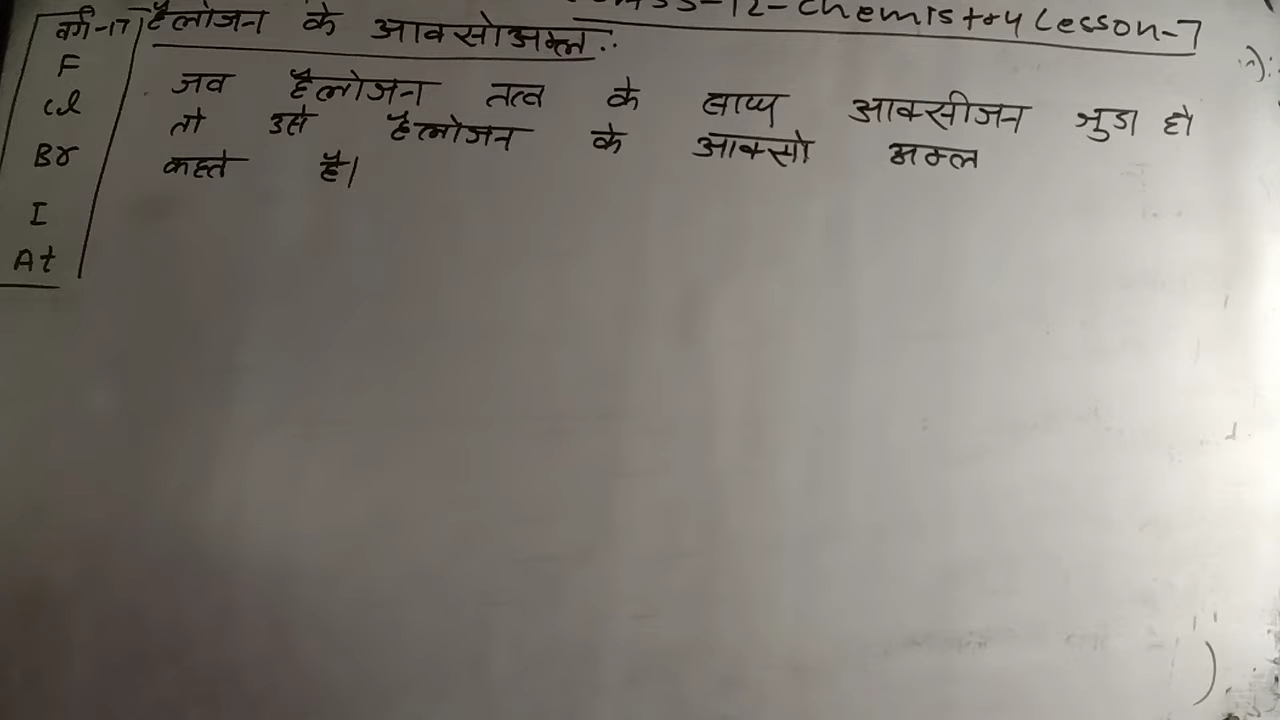 -12-Chemistry Lesson-7
वर्ग-17 हैलोजन के आक्सोअम्ल :
F
Cl
Br
I
At
जब हैलोजन तत्व के साथ आक्सीजन जुडा हो
तो उसे हैलोजन के आक्सो अम्ल
कहते है।